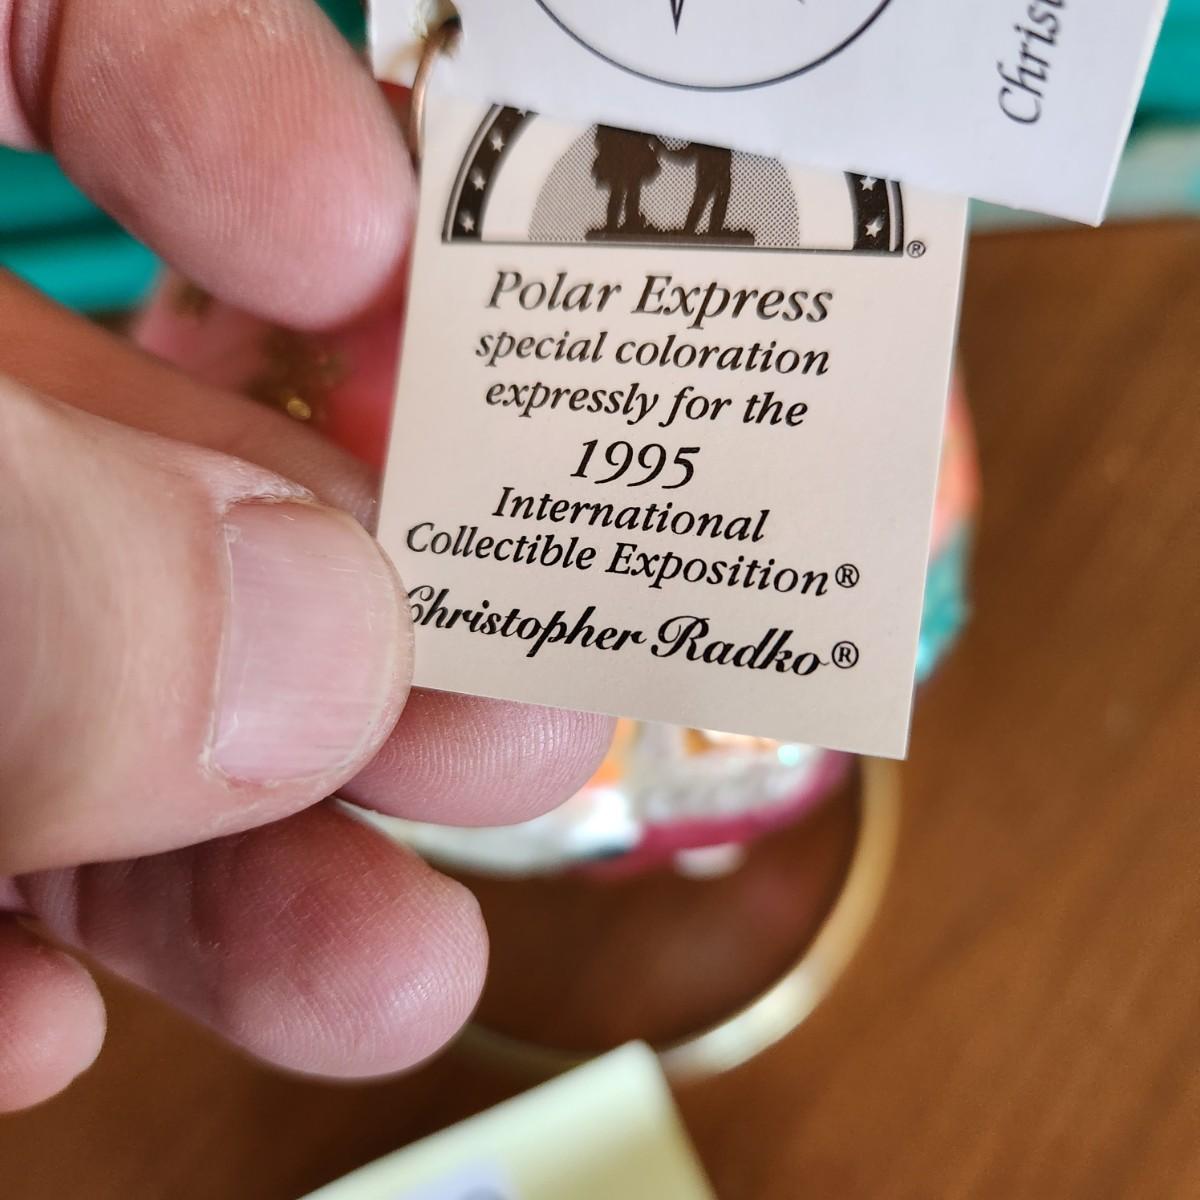 Polar Express
special coloration
expressly for the
1995
International
Collectible Exposition®
Christopher Radko®